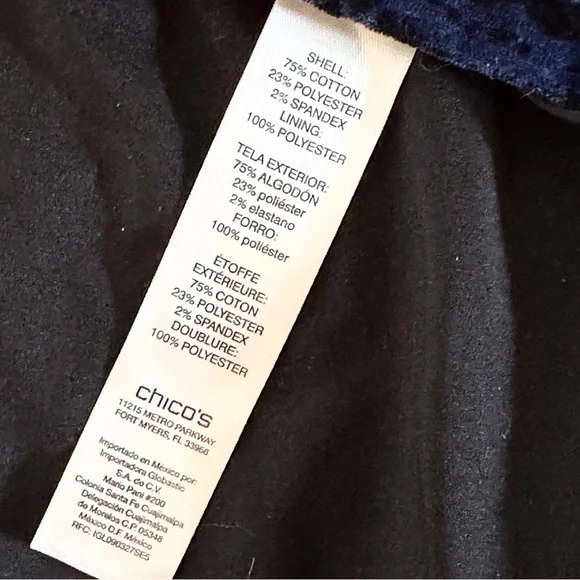 SHELL:
75% COTTON
23% POLYESTER
2% SPANDEX
LINING:
100% POLYESTER
TELA EXTERIOR:
75% ALGODÓN
23% poliéster
2% elastano
FORRO:
100% poliéster
ÉTOFFE
EXTÉRIEURE:
75% COTON
23% POLYESTER
2% SPANDEX
DOUBLURE:
100% POLYESTER
chico's
11215 METRO PARKWAY
FORT MYERS, FL 33966
Importado en México por:
Importadora Globastic
S.A. de C.V.
Mario Pani #200
Colonia Santa Fe Cuajimalpa
Delegación Cuajimalpa
de Morelos C.P. 05348
México D.F. México
RFC: IGL090327SE5